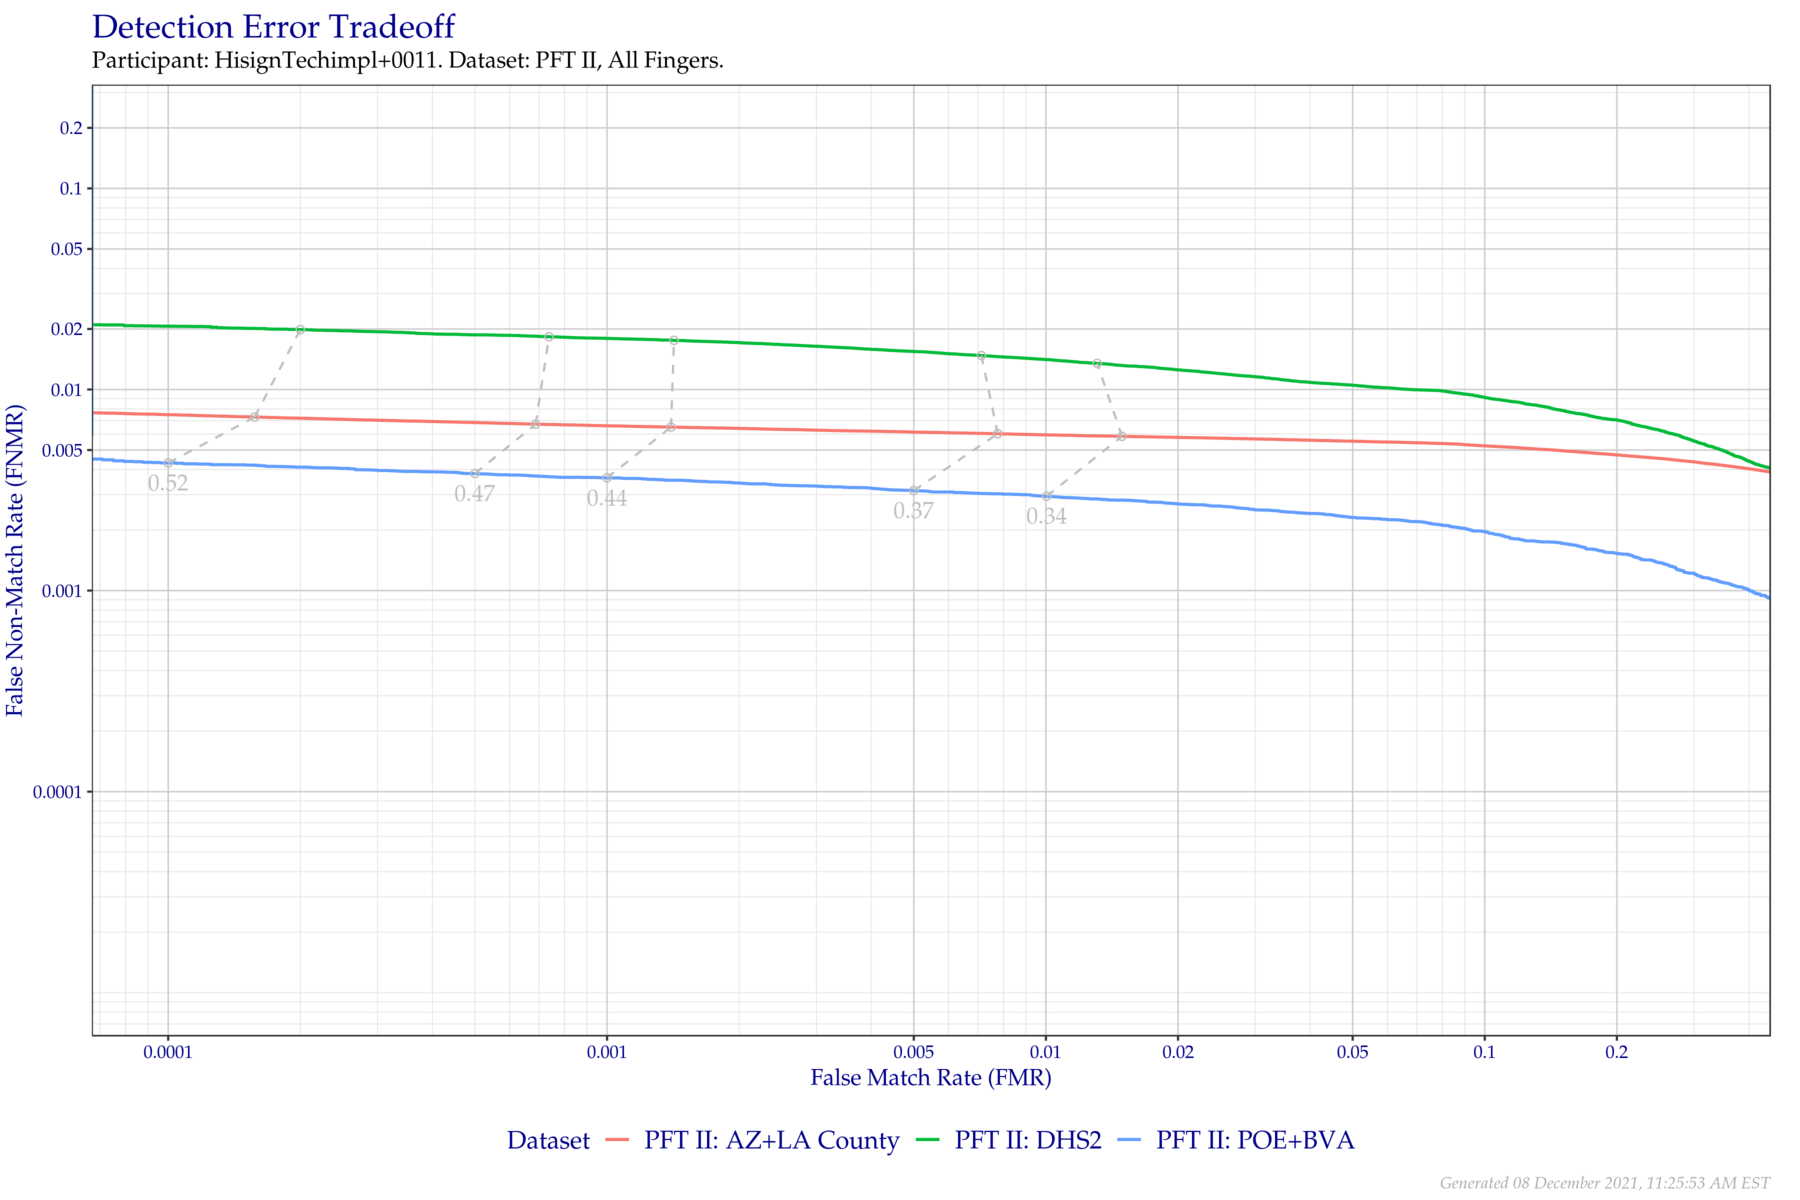 Detection Error Tradeoff
Participant: HisignTechimpl+0011. Dataset: PFT II, All Fingers.
False Non-Match Rate (FNMR)
0.2
0.1
0.05
0.02
0.01
0.005
0.001
0.0001
0.52
0.47
0.44
0.37
0.34
0.0001 0.001 0.005 0.01 0.02 0.05 0.1 0.2
False Match Rate (FMR)
Dataset PFT II: AZ+LA County PFT II: DHS2 PFT II: POE+BVA
Generated 08 December 2021, 11:25:53 AM EST